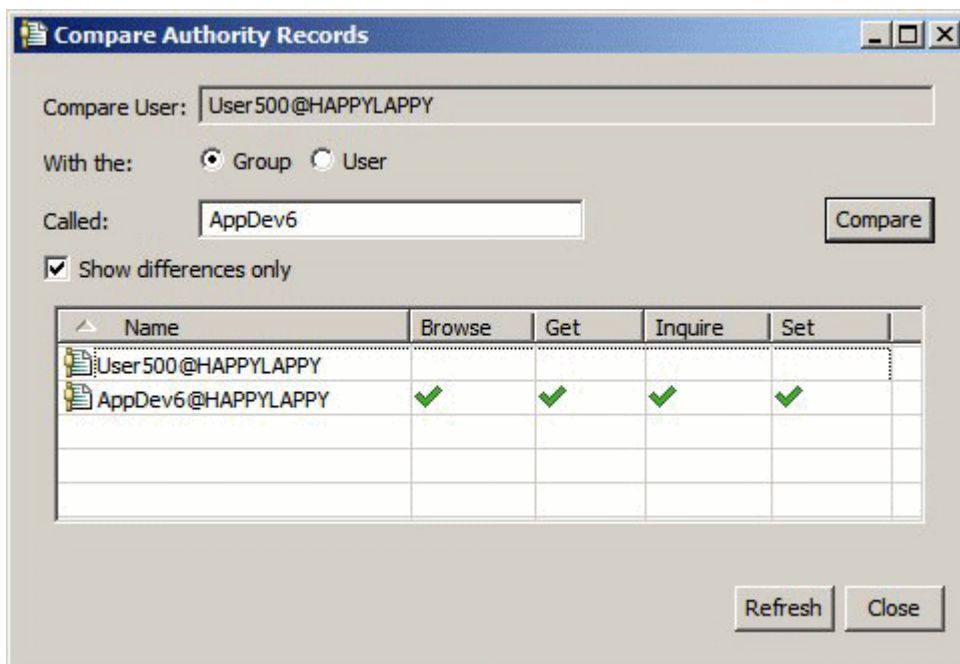 Compare Authority Records
Compare User: User500@HAPPYLAPPY
With the: Group User
Called: AppDev6 Compare
Show differences only
Name Browse Get Inquire Set
User500@HAPPYLAPPY
AppDev6@HAPPYLAPPY
Refresh Close